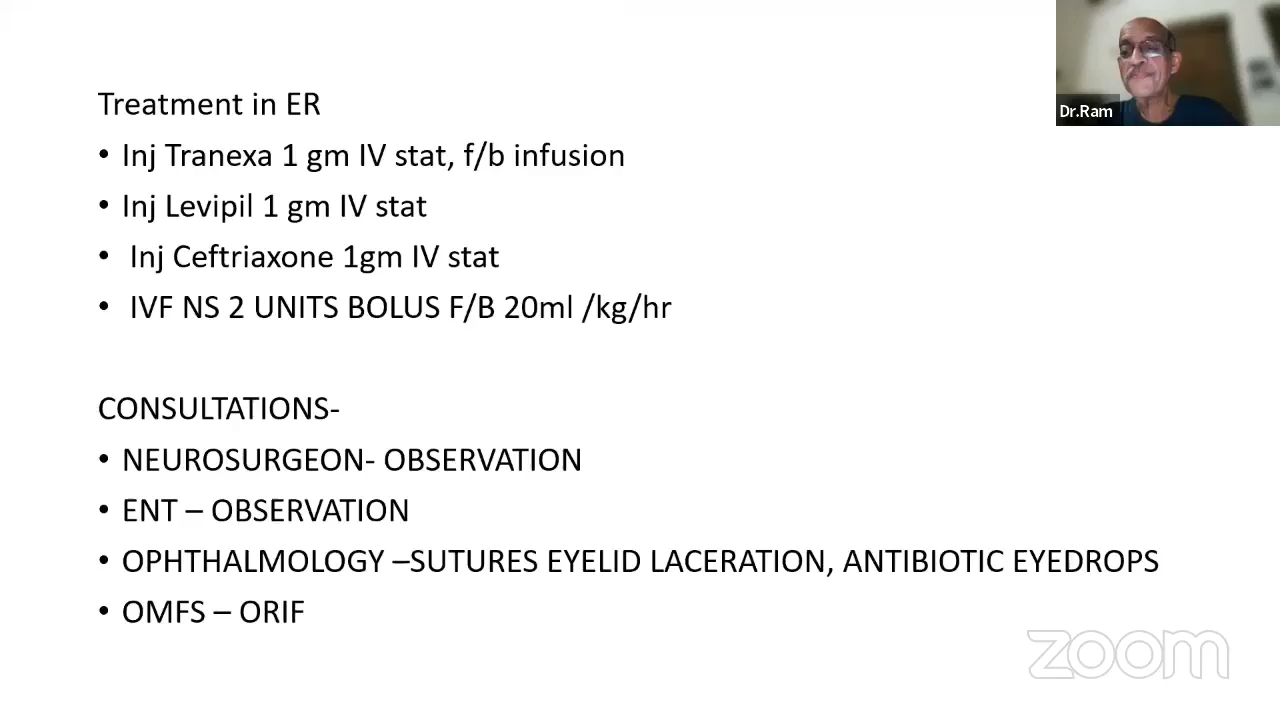 Treatment in ER
• Inj Tranexa 1 gm IV stat, f/b infusion
• Inj Levipil 1 gm IV stat
• Inj Ceftriaxone 1gm IV stat
• IVF NS 2 UNITS BOLUS F/B 20ml /kg/hr
CONSULTATIONS-
• NEUROSURGEON- OBSERVATION
• ENT – OBSERVATION
• OPHTHALMOLOGY –SUTURES EYELID LACERATION, ANTIBIOTIC EYEDROPS
• OMFS – ORIF
Dr.Ram
zoom